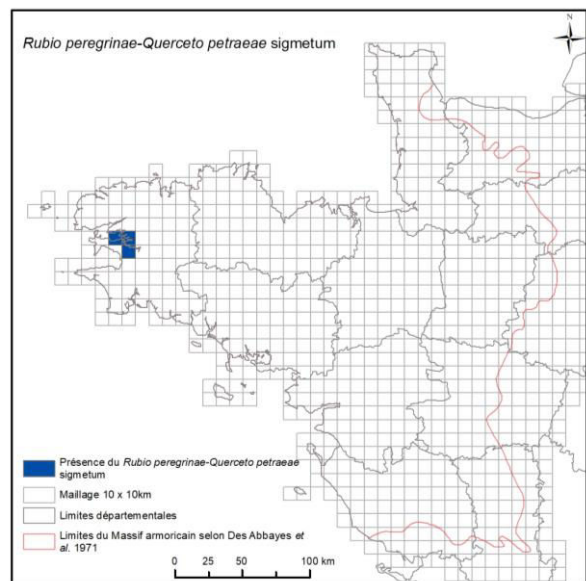 Rubio peregrinae-Querceto petraeae sigmetum
N
Présence du Rubio peregrinae-Querceto petraeae
sigmetum
Maillage 10 x 10km
Limites départementales
Limites du Massif armoricain selon Des Abbayes et
al. 1971
0 50 100 km